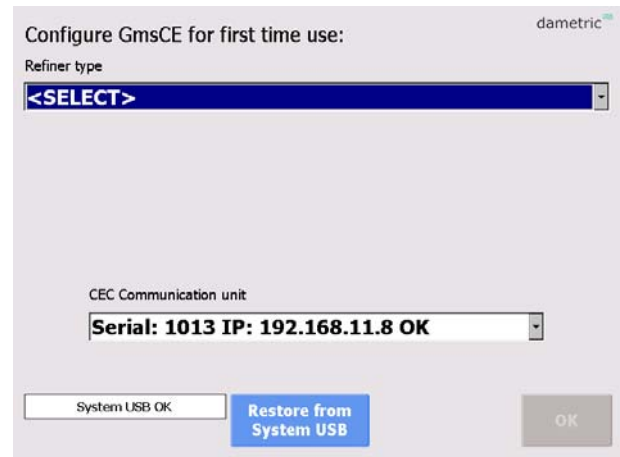 dametric
Configure GmsCE for first time use:
Refiner type
<SELECT>
CEC Communication unit
Serial: 1013 IP: 192.168.11.8 OK
System USB OK
Restore from
System USB
OK